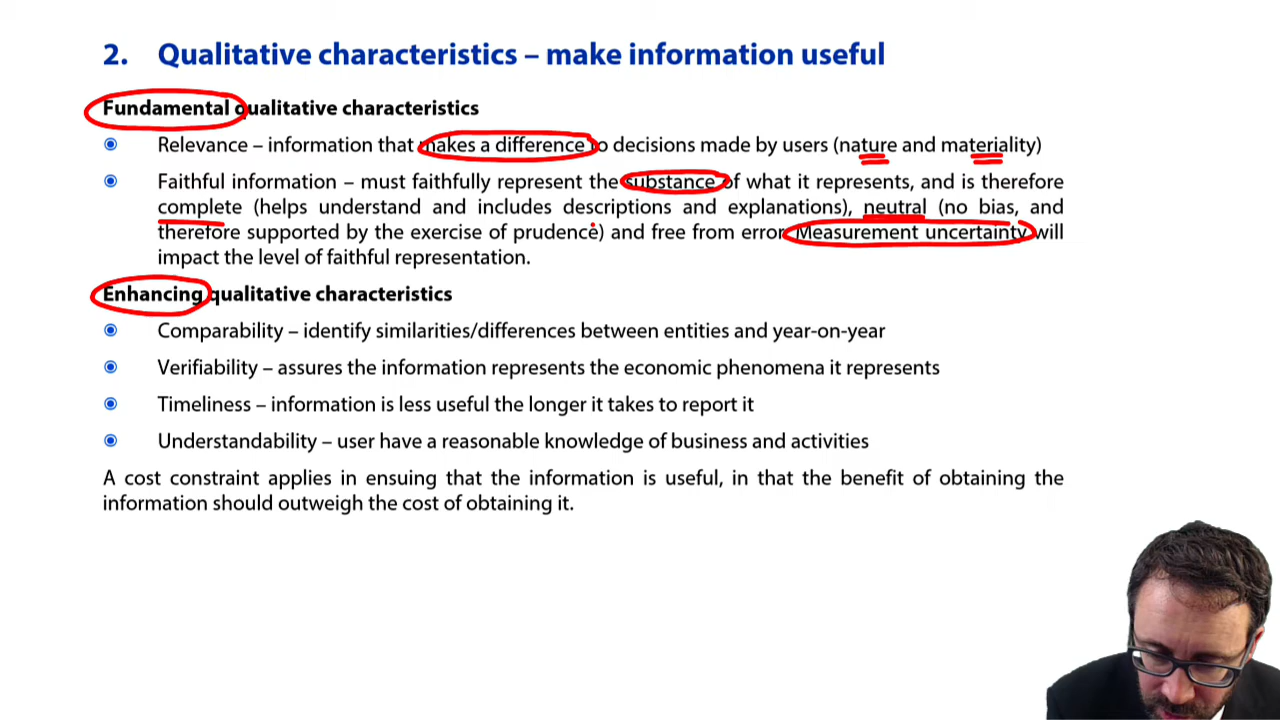 2. Qualitative characteristics – make information useful
Fundamental qualitative characteristics
Relevance – information that makes a difference to decisions made by users (nature and materiality)
Faithful information – must faithfully represent the substance of what it represents, and is therefore
complete (helps understand and includes descriptions and explanations), neutral (no bias, and
therefore supported by the exercise of prudence) and free from error. Measurement uncertainty will
impact the level of faithful representation.
Enhancing qualitative characteristics
Comparability – identify similarities/differences between entities and year-on-year
Verifiability – assures the information represents the economic phenomena it represents
Timeliness – information is less useful the longer it takes to report it
Understandability – user have a reasonable knowledge of business and activities
A cost constraint applies in ensuing that the information is useful, in that the benefit of obtaining the
information should outweigh the cost of obtaining it.